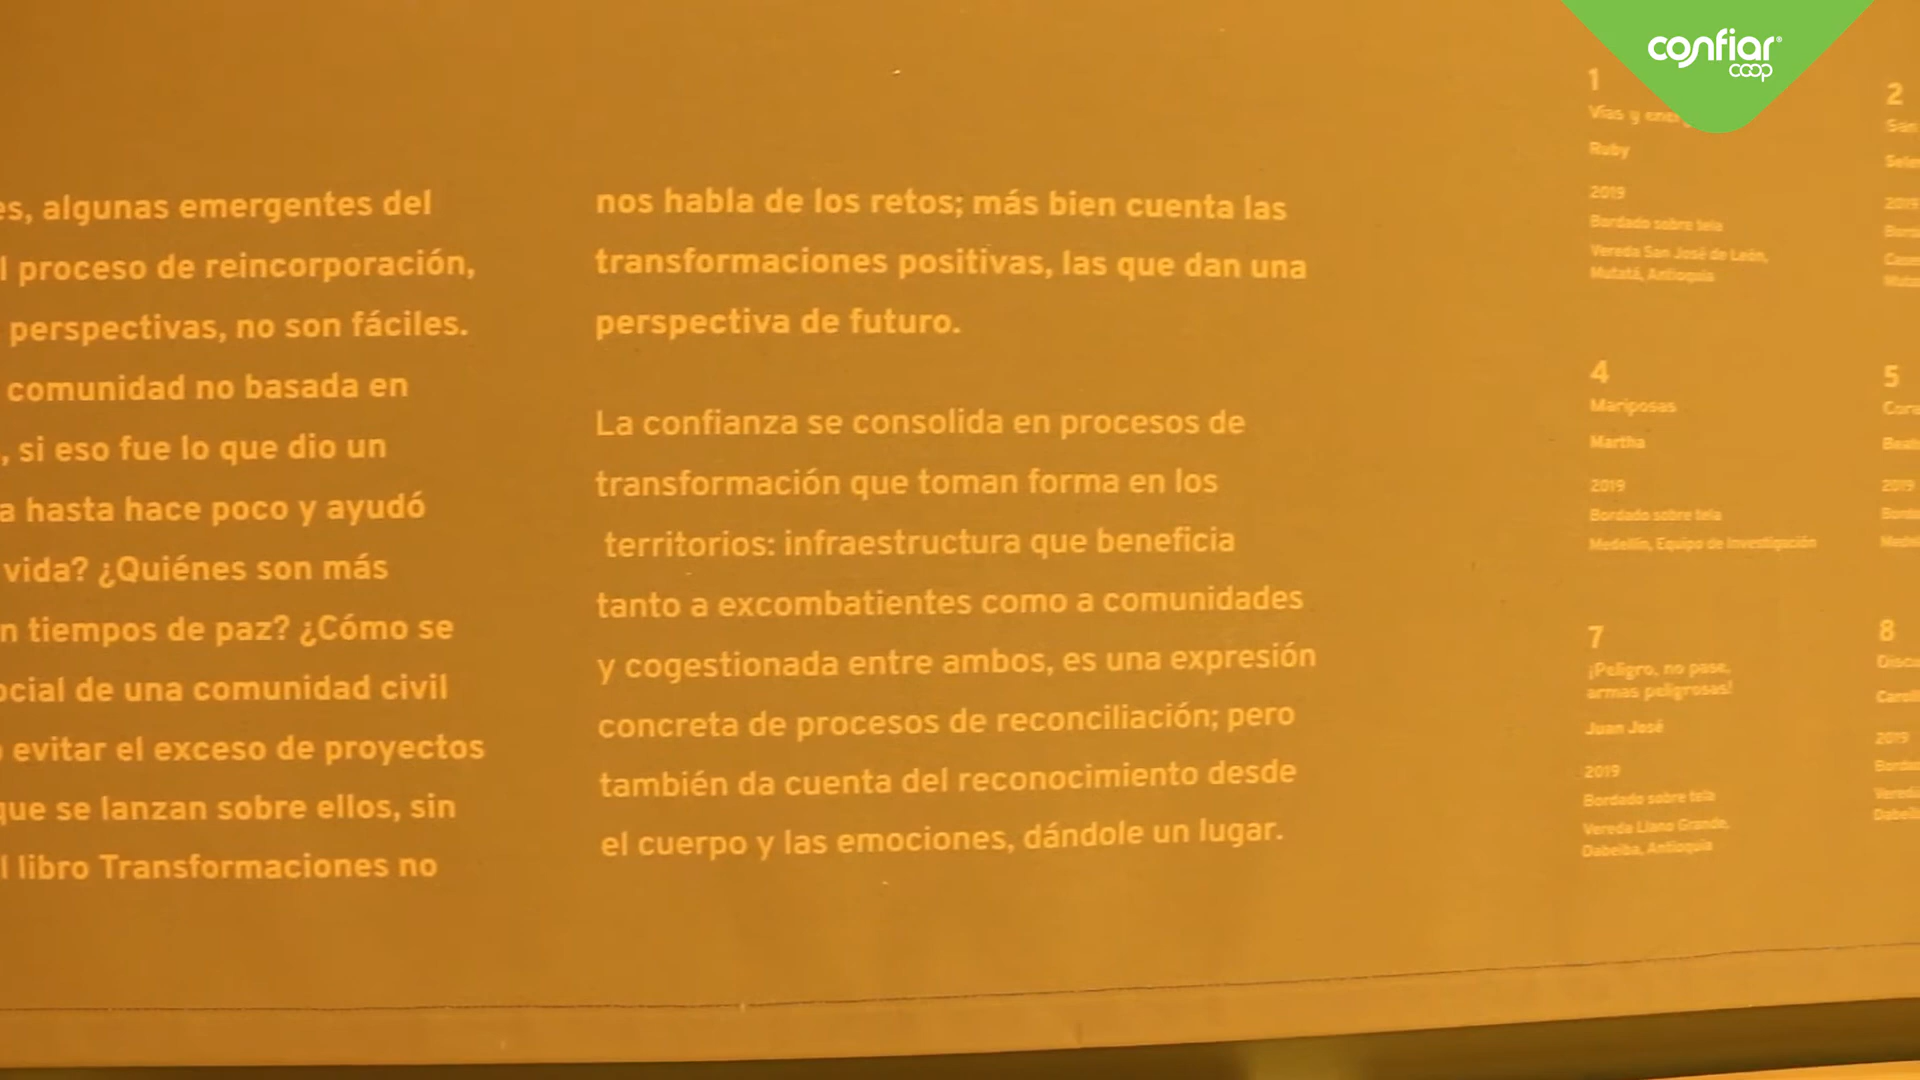 es, algunas emergentes del
l proceso de reincorporación,
perspectivas, no son fáciles.
comunidad no basada en
, si eso fue lo que dio un
a hasta hace poco y ayudó
vida? ¿Quiénes son más
n tiempos de paz? ¿Cómo se
ocial de una comunidad civil
evitar el exceso de proyectos
que se lanzan sobre ellos, sin
l libro Transformaciones no
nos habla de los retos; más bien cuenta las
transformaciones positivas, las que dan una
perspectiva de futuro.
La confianza se consolida en procesos de
transformación que toman forma en los
territorios: infraestructura que beneficia
tanto a excombatientes como a comunidades
y cogestionada entre ambos, es una expresión
concreta de procesos de reconciliación; pero
también da cuenta del reconocimiento desde
el cuerpo y las emociones, dándole un lugar.
confiar®
coop
1
Vías y
Ruby
2019
Bordado sobre tela
Vereda San José de León,
Mutatá, Antioquia
4
Mariposas
Martha
2019
Bordado sobre tela
Medellín, Equipo de Investigación
7
¡Peligro, no pase,
armas peligrosas!
Juan José
2019
Bordado sobre tela
Vereda Llano Grande,
Dabeiba, Antioquia
2
San
2019
5
2019
8
2019
Vereda